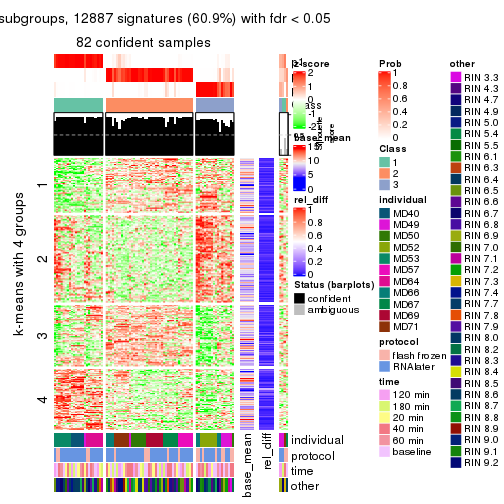 subgroups, 12887 signatures (60.9%) with fdr < 0.05
82 confident samples
k-means with 4 groups
1
2
3
4
base_mean
rel_diff
individual
protocol
time
other
z-score
2
1
0
-1
-2
base_mean
15
10
5
0
rel_diff
1
0.8
0.6
0.4
0.2
0
Status (barplots)
confident
ambiguous
Prob
1
0.8
0.6
0.4
0.2
0
Class
1
2
3
individual
MD40
MD49
MD50
MD52
MD53
MD57
MD64
MD66
MD67
MD69
MD71
protocol
flash frozen
RNAlater
time
120 min
180 min
20 min
40 min
60 min
baseline
other
RIN 3.3
RIN 4.3
RIN 4.7
RIN 4.9
RIN 5.0
RIN 5.4
RIN 5.5
RIN 6.1
RIN 6.3
RIN 6.4
RIN 6.5
RIN 6.6
RIN 6.7
RIN 6.8
RIN 6.9
RIN 7.0
RIN 7.1
RIN 7.2
RIN 7.3
RIN 7.4
RIN 7.7
RIN 7.8
RIN 7.9
RIN 8.0
RIN 8.2
RIN 8.3
RIN 8.4
RIN 8.5
RIN 8.6
RIN 8.7
RIN 8.8
RIN 8.9
RIN 9.0
RIN 9.1
RIN 9.2